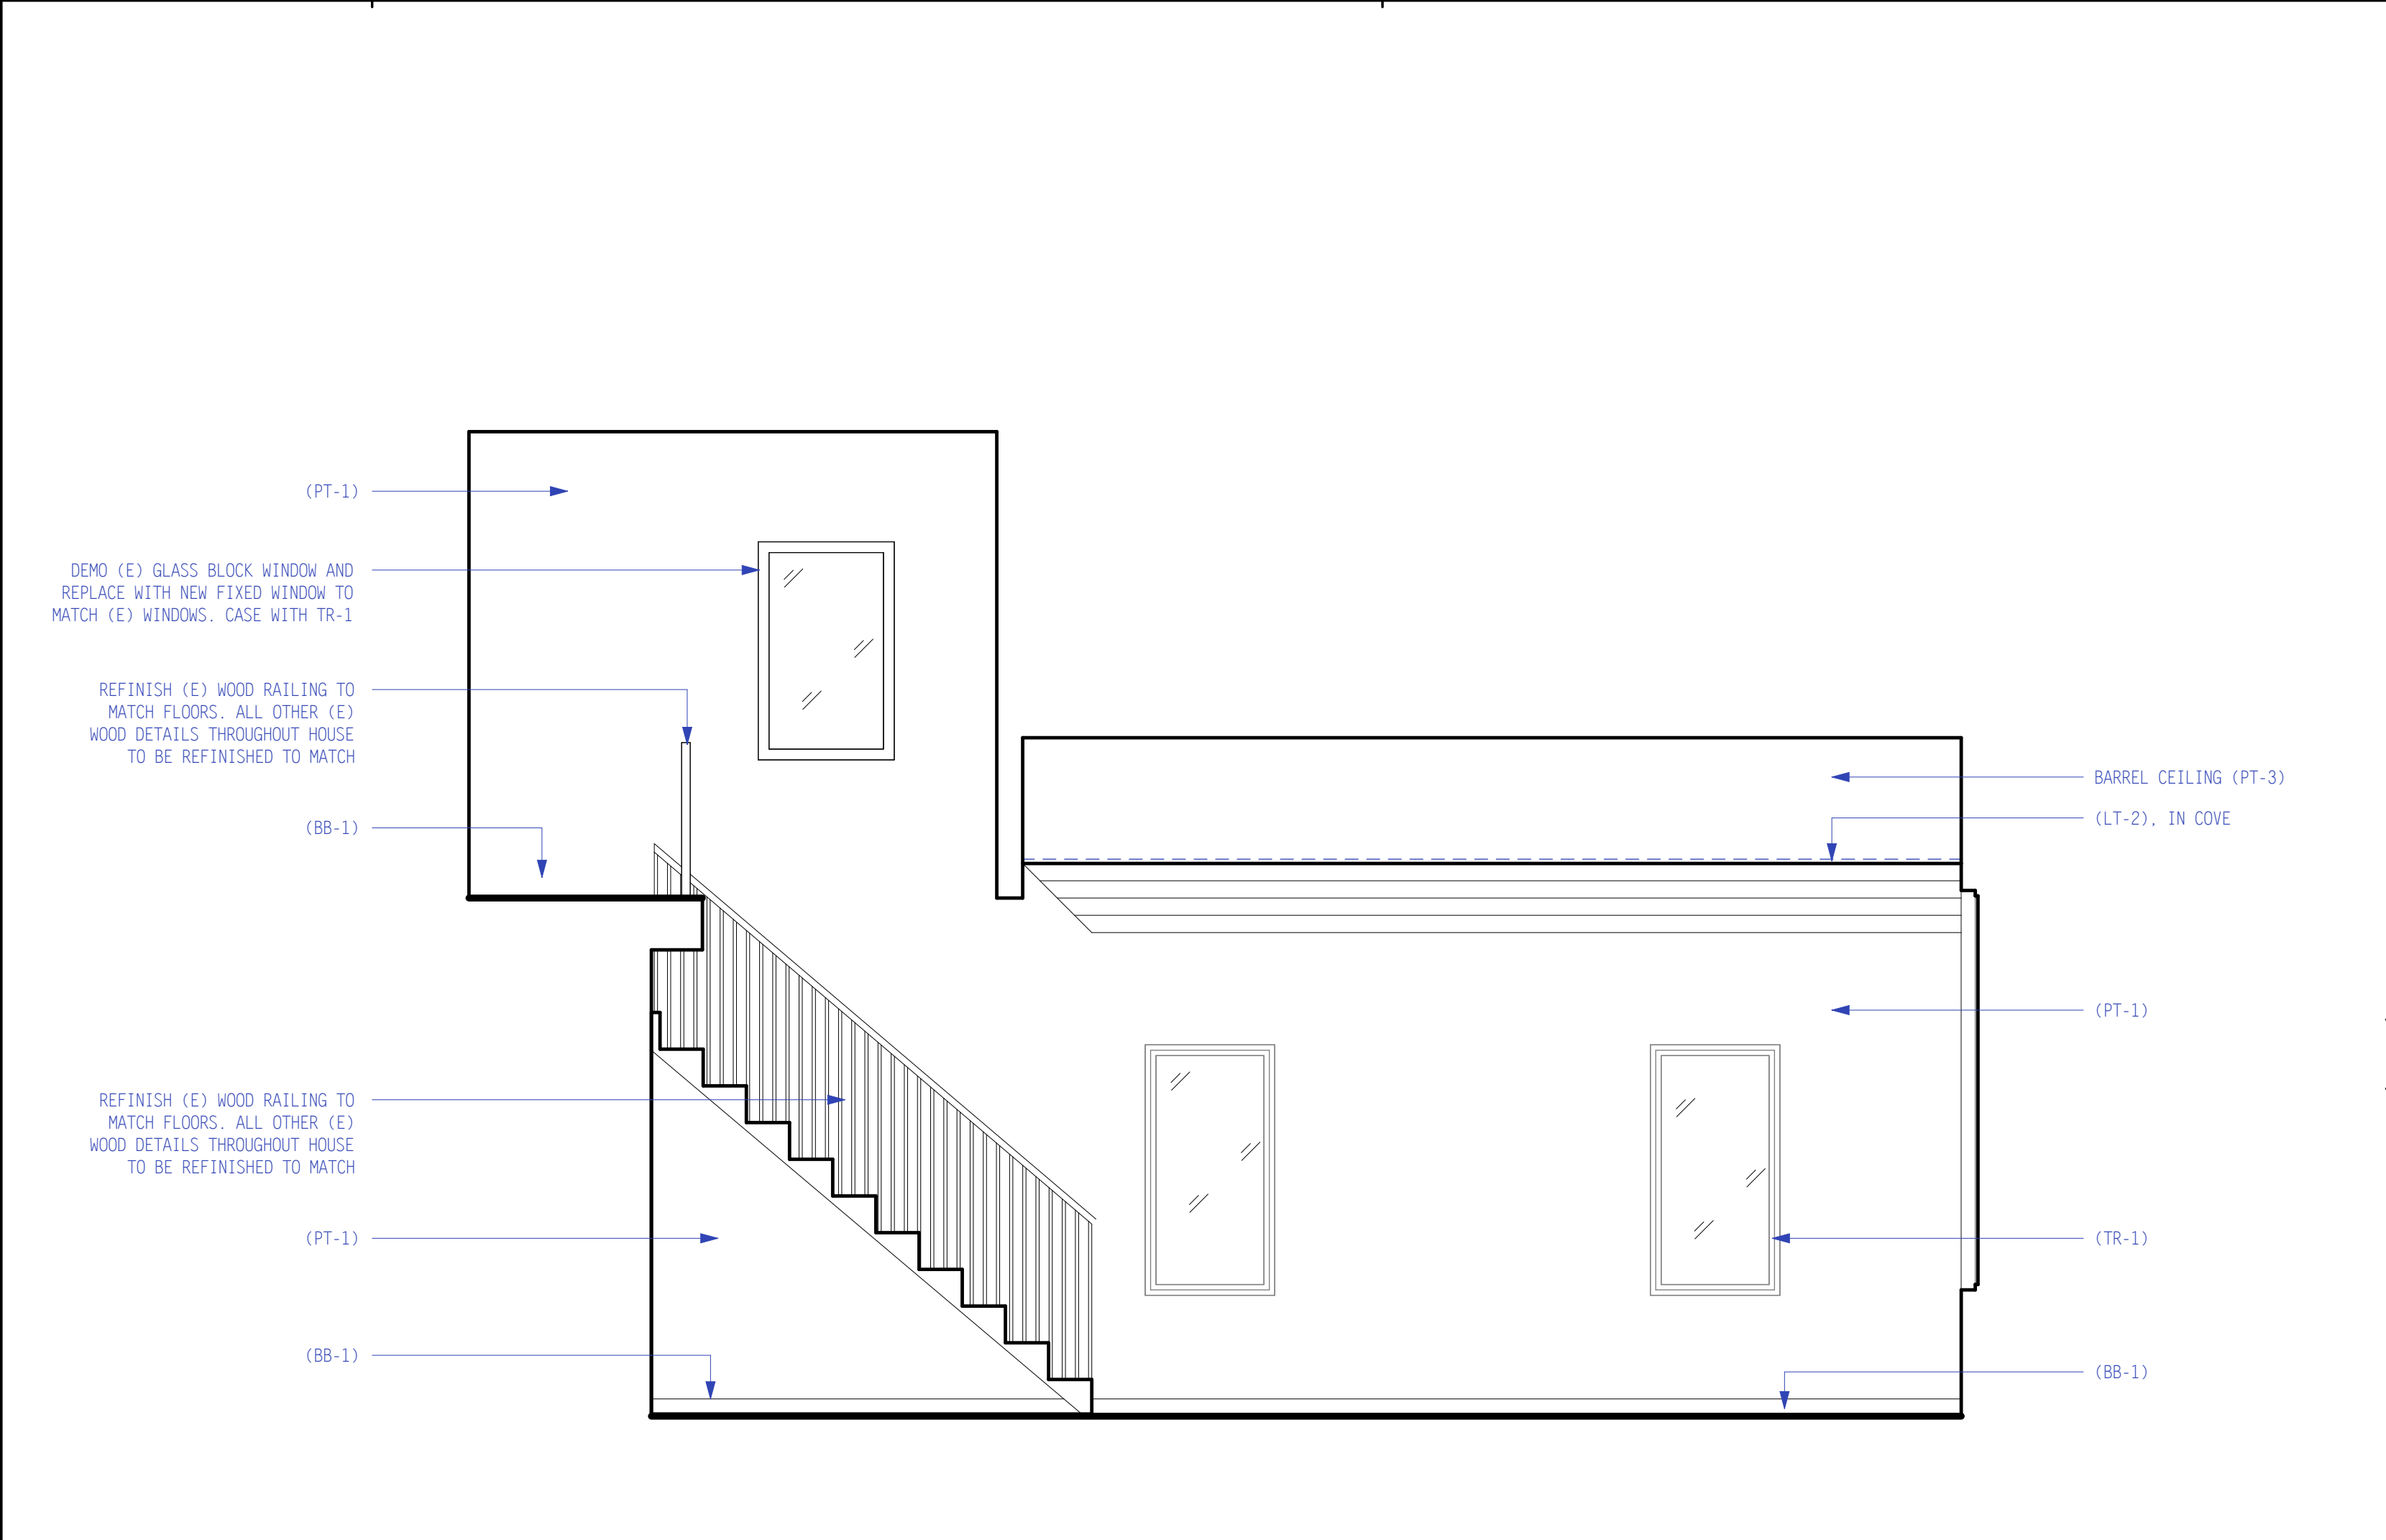 (PT-1)
DEMO (E) GLASS BLOCK WINDOW AND
REPLACE WITH NEW FIXED WINDOW TO
MATCH (E) WINDOWS. CASE WITH TR-1
REFINISH (E) WOOD RAILING TO
MATCH FLOORS. ALL OTHER (E)
WOOD DETAILS THROUGHOUT HOUSE
TO BE REFINISHED TO MATCH
(BB-1)
REFINISH (E) WOOD RAILING TO
MATCH FLOORS. ALL OTHER (E)
WOOD DETAILS THROUGHOUT HOUSE
TO BE REFINISHED TO MATCH
(PT-1)
(BB-1)
BARREL CEILING (PT-3)
(LT-2), IN COVE
(PT-1)
(TR-1)
(BB-1)